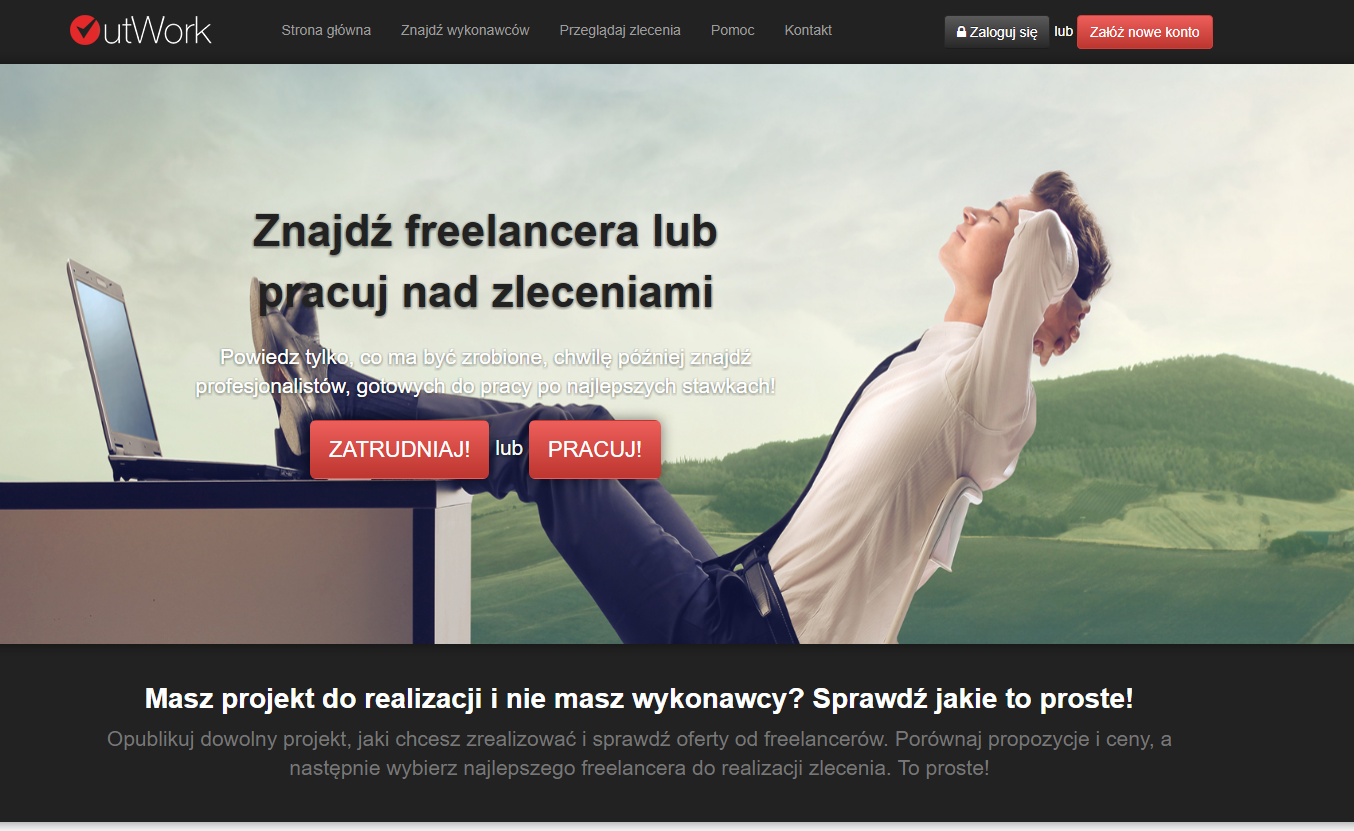 OutWork
Strona główna
Znajdź wykonawców
Przeglądaj zlecenia
Pomoc
Kontakt
Zaloguj się lub Załóż nowe konto
Znajdź freelancera lub
pracuj nad zleceniami
Powiedz tylko, co ma być zrobione, chwilę później znajdź
profesjonalistów, gotowych do pracy po najlepszych stawkach!
ZATRUDNIAJ! lub PRACUJ!
Masz projekt do realizacji i nie masz wykonawcy? Sprawdź jakie to proste!
Opublikuj dowolny projekt, jaki chcesz zrealizować i sprawdź oferty od freelancerów. Porównaj propozycje i ceny, a
następnie wybierz najlepszego freelancera do realizacji zlecenia. To proste!